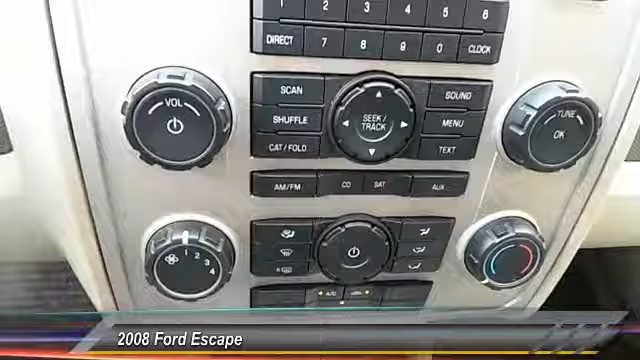 1 2 3 4 5 6
DIRECT 7 8 9 0 CLOCK
SCAN SOUND
VOL TUNE
SHUFFLE SEEK/ MENU
TRACK OK
CAT/FOLD TEXT
AM/FM CD SAT AUX
1
2
3
4
AUTO
2008 Ford Escape